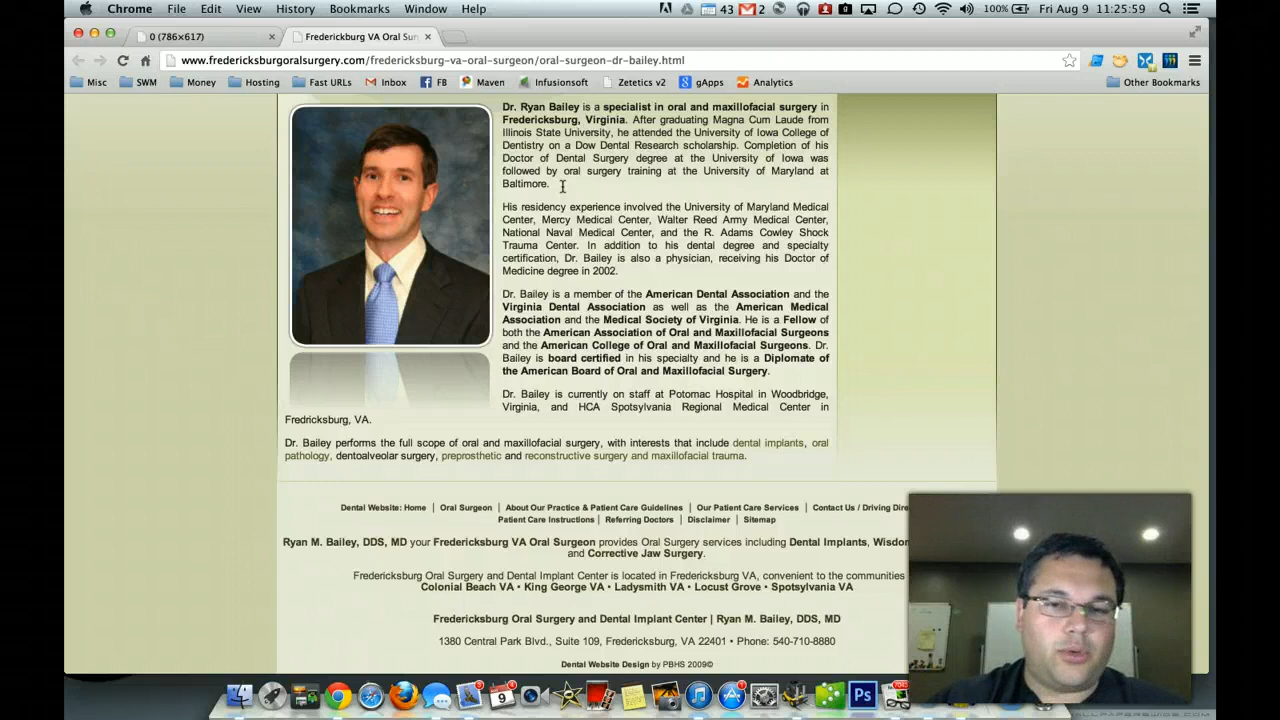 Chrome File Edit View History Bookmarks Window Help 43 2 100% Fri Aug 9 11:25:59
0 (786×617) Fredericksburg VA Oral Sur
www.fredericksburgoralsurgery.com/fredericksburg-va-oral-surgeon/oral-surgeon-dr-bailey.html
Misc SWM Money Hosting Fast URLs Inbox FB Maven Infusionsoft Zetetics v2 gApps Analytics Other Bookmarks
Dr. Ryan Bailey is a specialist in oral and maxillofacial surgery in
Fredericksburg, Virginia. After graduating Magna Cum Laude from
Illinois State University, he attended the University of Iowa College of
Dentistry on a Dow Dental Research scholarship. Completion of his
Doctor of Dental Surgery degree at the University of Iowa was
followed by oral surgery training at the University of Maryland at
Baltimore.
His residency experience involved the University of Maryland Medical
Center, Mercy Medical Center, Walter Reed Army Medical Center,
National Naval Medical Center, and the R. Adams Cowley Shock
Trauma Center. In addition to his dental degree and specialty
certification, Dr. Bailey is also a physician, receiving his Doctor of
Medicine degree in 2002.
Dr. Bailey is a member of the American Dental Association and the
Virginia Dental Association as well as the American Medical
Association and the Medical Society of Virginia. He is a Fellow of
both the American Association of Oral and Maxillofacial Surgeons
and the American College of Oral and Maxillofacial Surgeons. Dr.
Bailey is board certified in his specialty and he is a Diplomate of
the American Board of Oral and Maxillofacial Surgery.
Dr. Bailey is currently on staff at Potomac Hospital in Woodbridge,
Virginia, and HCA Spotsylvania Regional Medical Center in
Fredricksburg, VA.
Dr. Bailey performs the full scope of oral and maxillofacial surgery, with interests that include dental implants, oral
pathology, dentoalveolar surgery, preprosthetic and reconstructive surgery and maxillofacial trauma.
Dental Website: Home | Oral Surgeon | About Our Practice & Patient Care Guidelines | Our Patient Care Services | Contact Us / Driving Dire
Patient Care Instructions | Referring Doctors | Disclaimer | Sitemap
Ryan M. Bailey, DDS, MD your Fredericksburg VA Oral Surgeon provides Oral Surgery services including Dental Implants, Wisdom
and Corrective Jaw Surgery.
Fredericksburg Oral Surgery and Dental Implant Center is located in Fredericksburg VA, convenient to the communities
Colonial Beach VA • King George VA • Ladysmith VA • Locust Grove • Spotsylvania VA
Fredericksburg Oral Surgery and Dental Implant Center | Ryan M. Bailey, DDS, MD
1380 Central Park Blvd., Suite 109, Fredericksburg, VA 22401 • Phone: 540-710-8880
Dental Website Design by PBHS 2009©
9 Ps